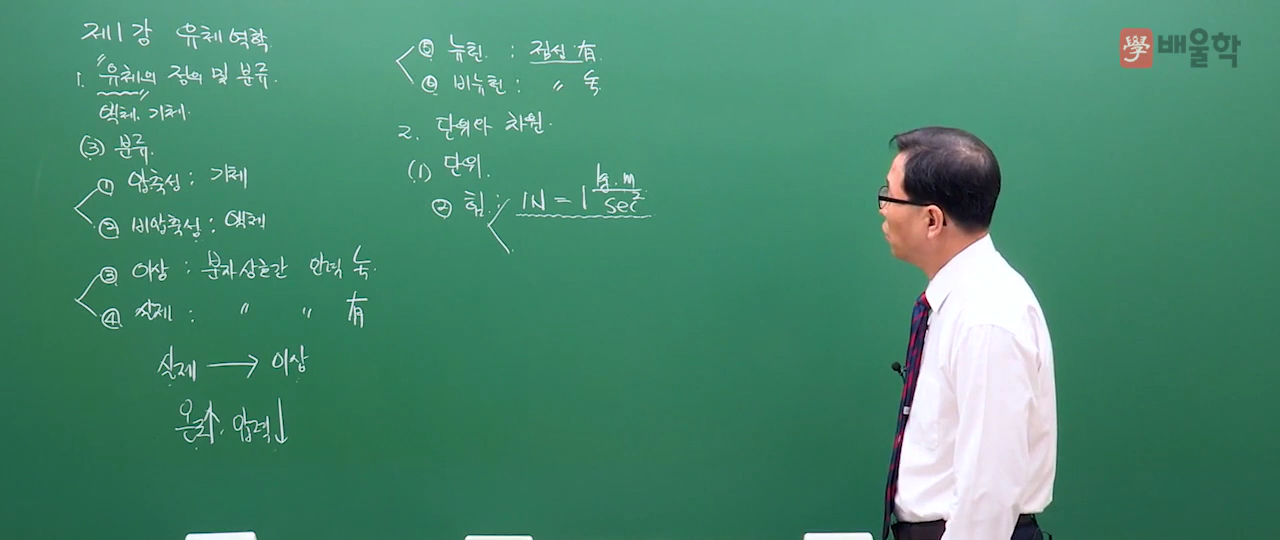 제1강 유체역학
1. "유체"의 정의 및 분류.
액체. 기체.
(3) 분류.
① 압축성 : 기체
② 비압축성 : 액체
③ 이상 : 분자상호간 인력
④ 실제 : " " 有
실제 → 이상
온도↑, 압력↓
⑤ 뉴턴. : 점성 有.
⑥ 비뉴턴 : "
2. 단위와 차원.
(1) 단위.
② 힘. : 1N = 1 kg·m/sec²
學 배울학